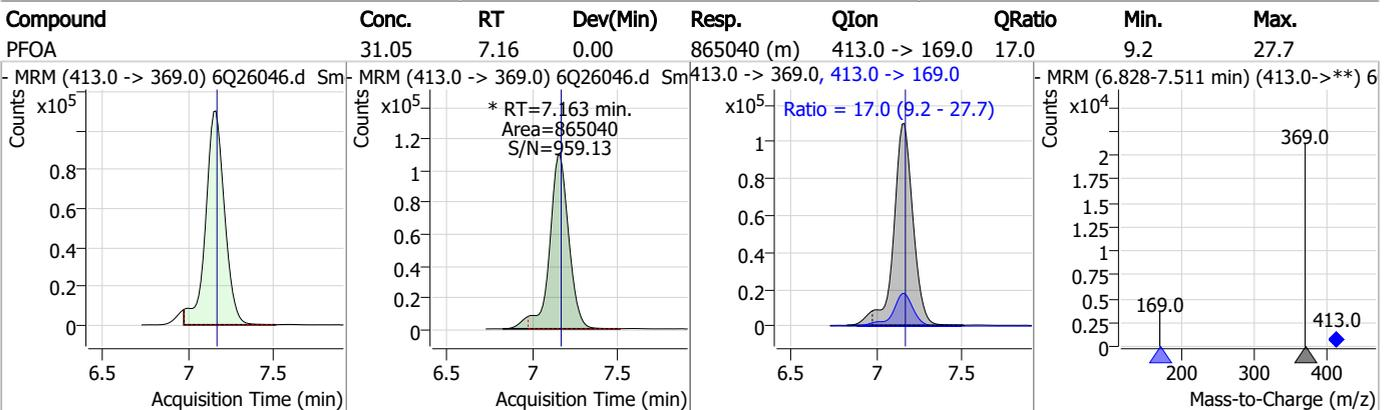 Compound Conc. RT Dev(Min) Resp. QIon QRatio Min. Max.
PFOA 31.05 7.16 0.00 865040 (m) 413.0 -> 169.0 17.0 9.2 27.7
- MRM (413.0 -> 369.0) 6Q26046.d Sm
Counts
x10⁵
0.8
0.6
0.4
0.2
0
6.5 7 7.5
Acquisition Time (min)
- MRM (413.0 -> 369.0) 6Q26046.d Sm
Counts
x10⁵
* RT=7.163 min.
Area=865040
S/N=959.13
1.2
1
0.8
0.6
0.4
0.2
0
6.5 7 7.5
Acquisition Time (min)
413.0 -> 369.0, 413.0 -> 169.0
Counts
x10⁵
Ratio = 17.0 (9.2 - 27.7)
1
0.8
0.6
0.4
0.2
0
6.5 7 7.5
Acquisition Time (min)
- MRM (6.828-7.511 min) (413.0->**) 6
Counts
x10⁴
369.0
2
1.75
1.5
1.25
1
0.75
0.5
0.25
0
169.0
413.0
200 300 400
Mass-to-Charge (m/z)